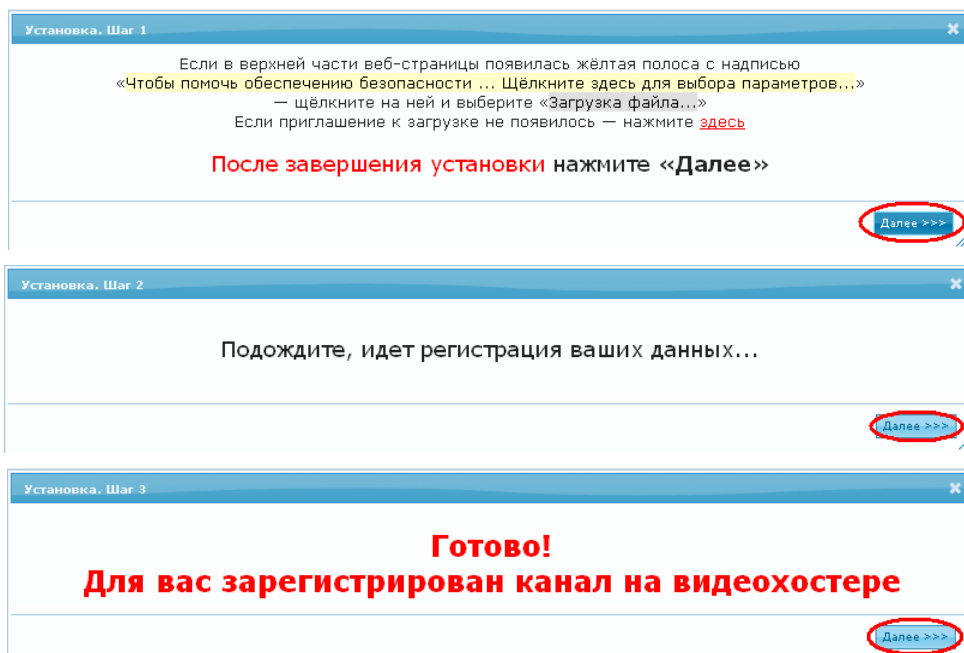 Установка. Шаг 1
Если в верхней части веб-страницы появилась жёлтая полоса с надписью
«Чтобы помочь обеспечению безопасности ... Щёлкните здесь для выбора параметров...»
— щёлкните на ней и выберите «Загрузка файла...»
Если приглашение к загрузке не появилось — нажмите здесь
После завершения установки нажмите «Далее»
Далее >>>
Установка. Шаг 2
Подождите, идет регистрация ваших данных...
Далее >>>
Установка. Шаг 3
Готово!
Для вас зарегистрирован канал на видеохостере
Далее >>>